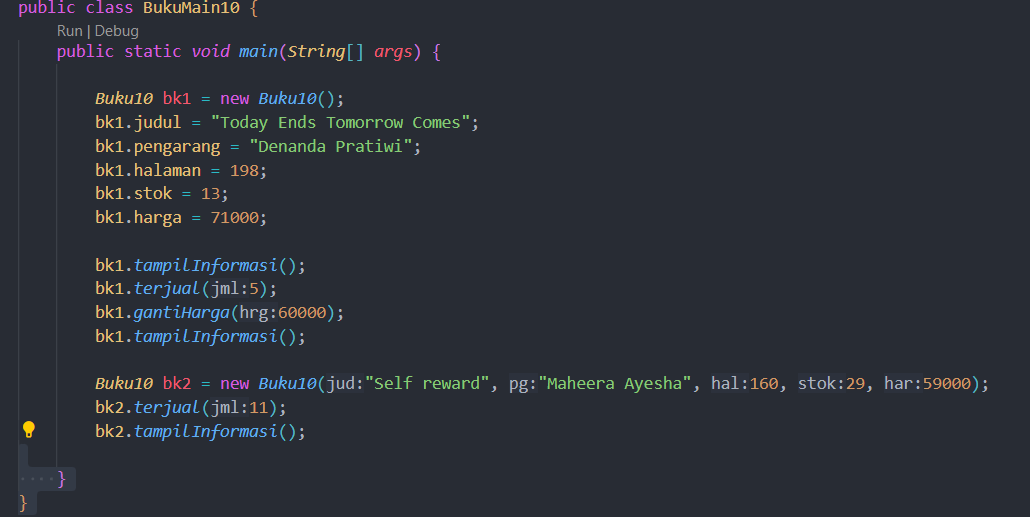 public class BukuMain10 {
Run | Debug
public static void main(String[] args) {
Buku10 bk1 = new Buku10();
bk1.judul = "Today Ends Tomorrow Comes";
bk1.pengarang = "Denanda Pratiwi";
bk1.halaman = 198;
bk1.stok = 13;
bk1.harga = 71000;
bk1.tampilInformasi();
bk1.terjual(jml:5);
bk1.gantiHarga(hrg:60000);
bk1.tampilInformasi();
Buku10 bk2 = new Buku10(jud:"Self reward", pg:"Maheera Ayesha", hal:160, stok:29, har:59000);
bk2.terjual(jml:11);
bk2.tampilInformasi();
}
}